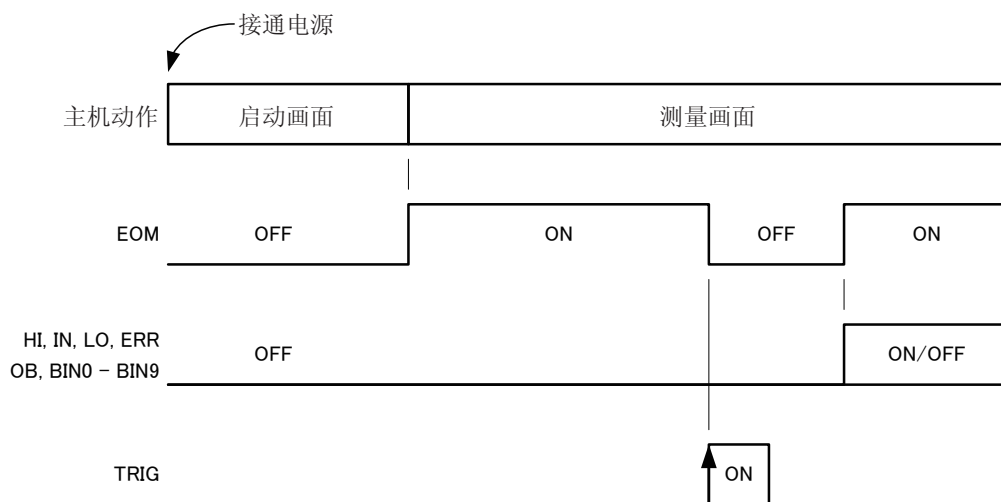 接通电源
主机动作
启动画面
测量画面
EOM
OFF
ON
OFF
ON
HI, IN, LO, ERR
OB, BIN0 – BIN9
OFF
ON/OFF
TRIG
ON